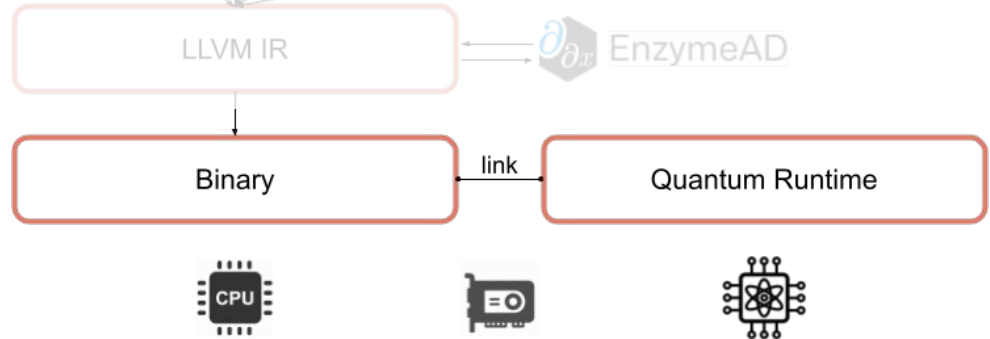 LLVM IR
∂∂x EnzymeAD
Binary
link
Quantum Runtime
CPU